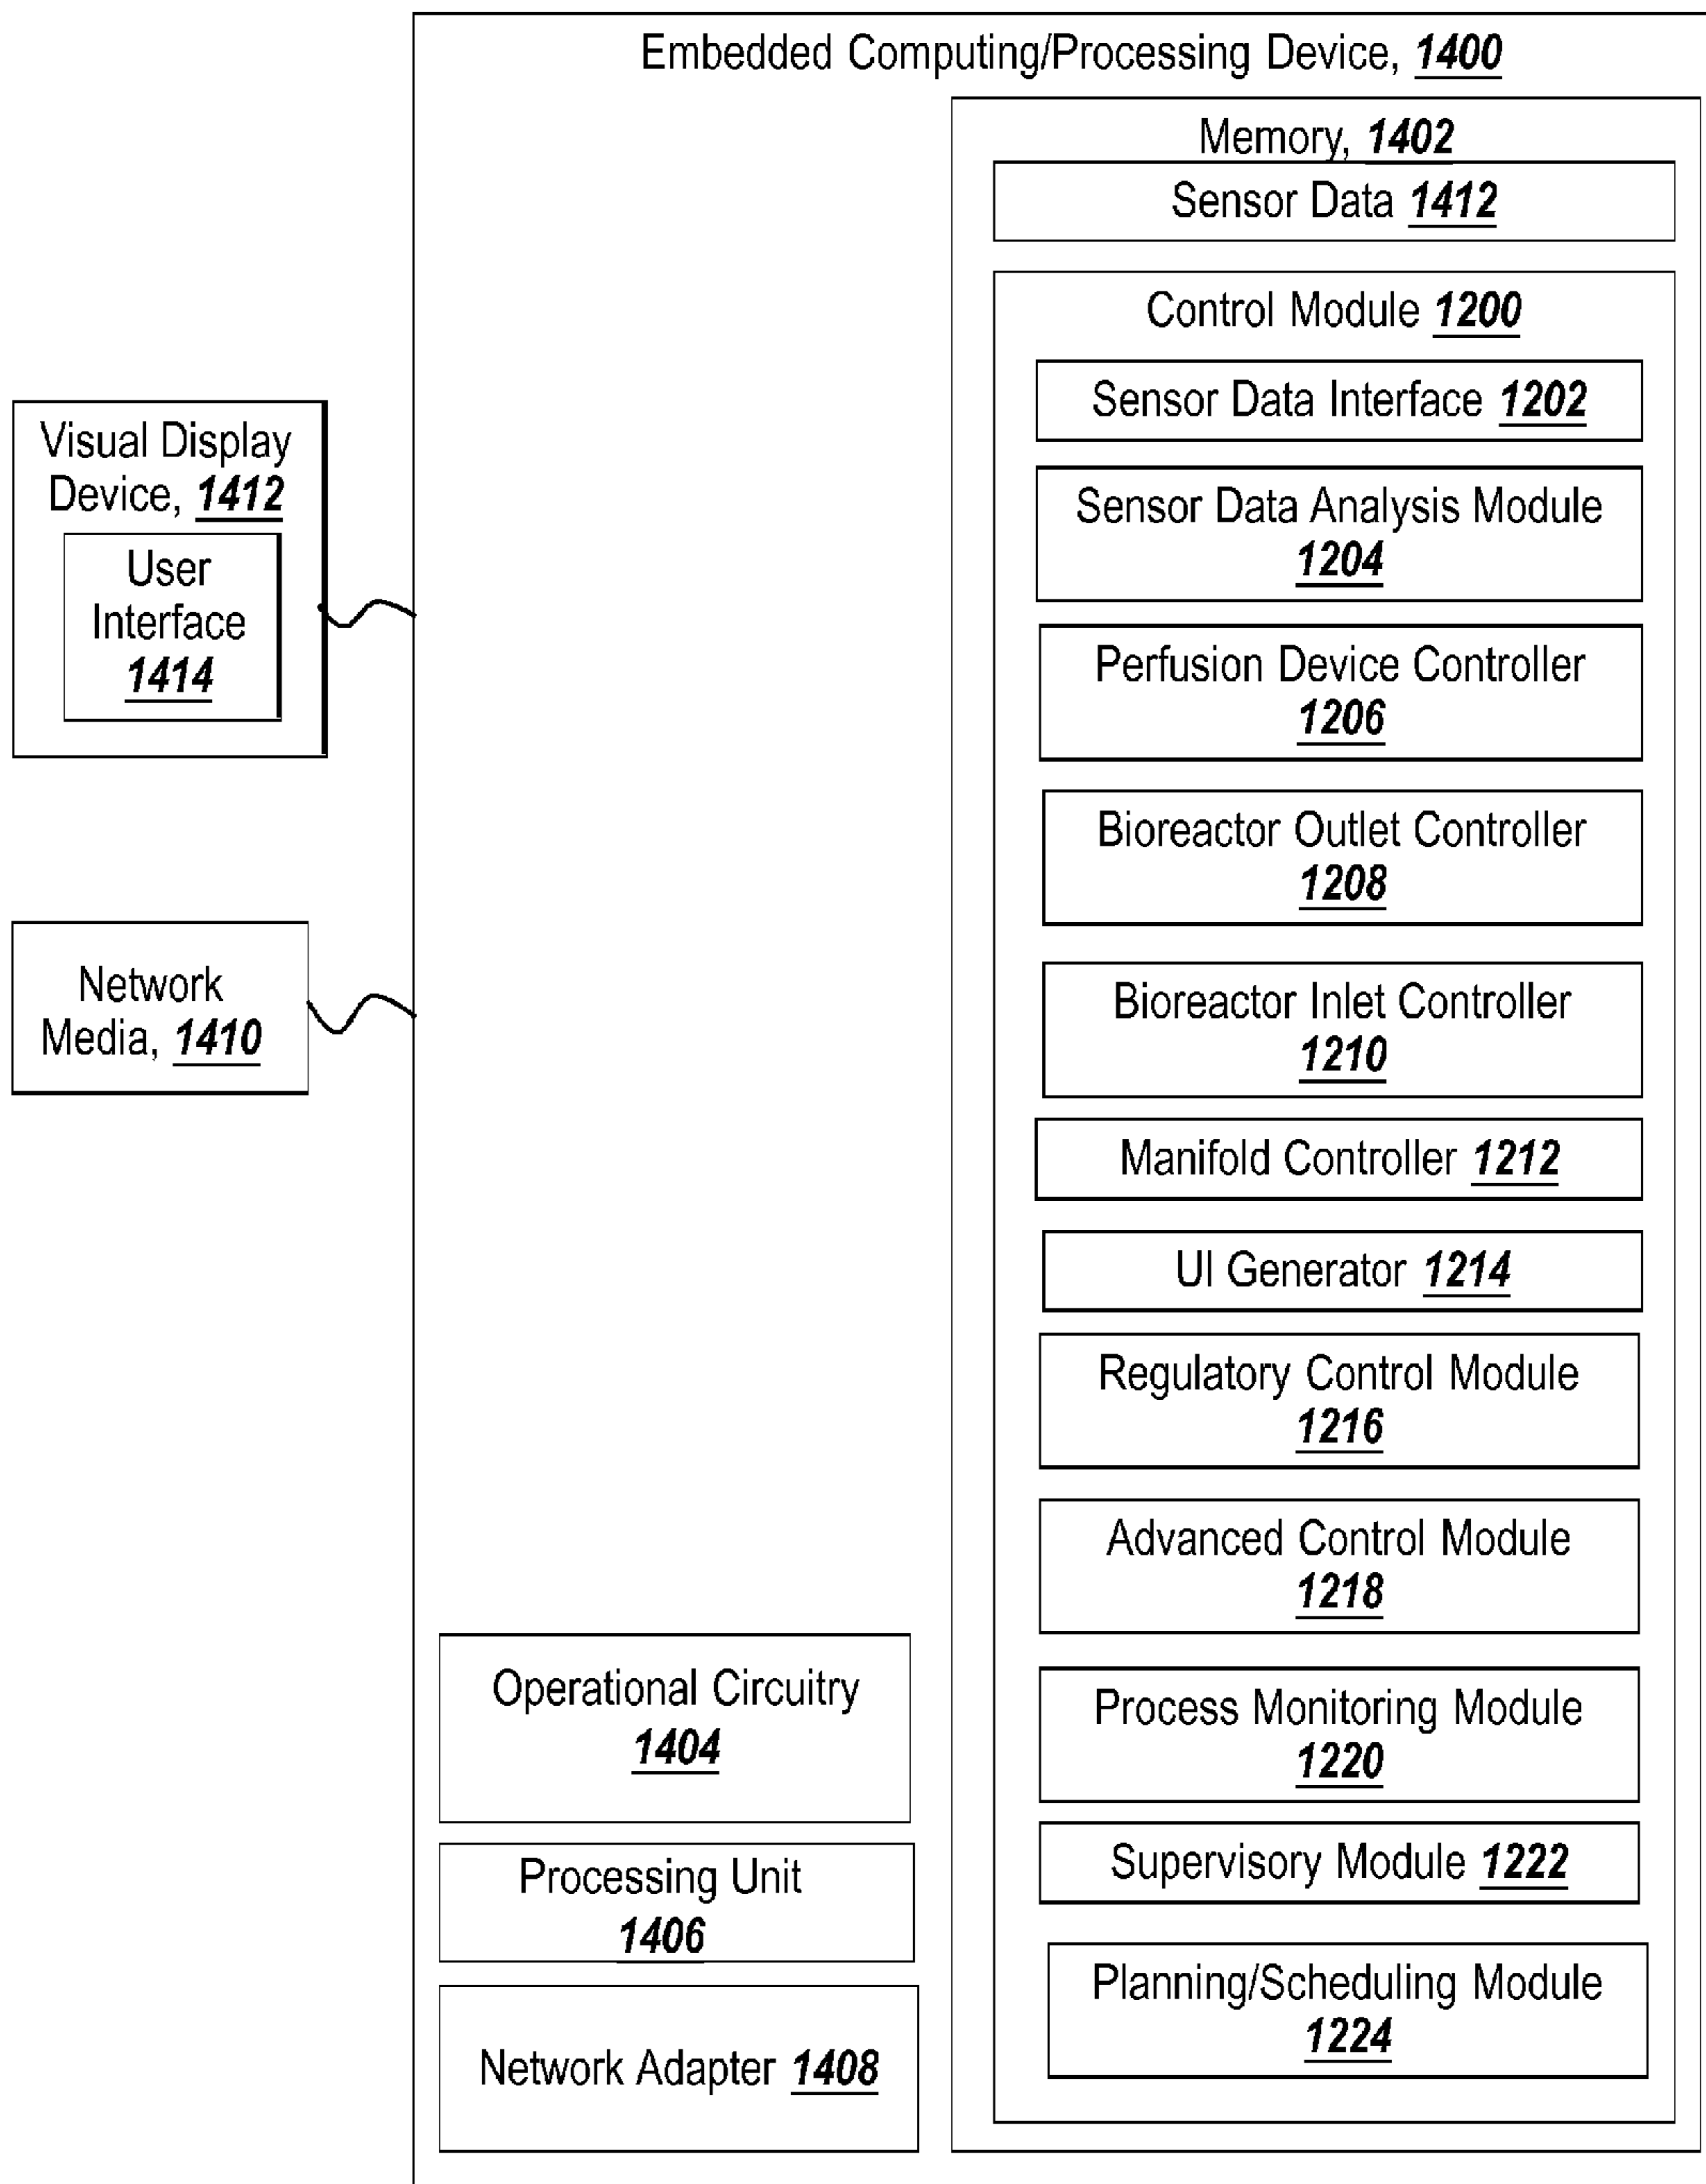 Embedded Computing/Processing Device, 1400
Memory, 1402
Sensor Data 1412
Control Module 1200
Sensor Data Interface 1202
Sensor Data Analysis Module
1204
Perfusion Device Controller
1206
Bioreactor Outlet Controller
1208
Bioreactor Inlet Controller
1210
Manifold Controller 1212
UI Generator 1214
Regulatory Control Module
1216
Advanced Control Module
1218
Process Monitoring Module
1220
Supervisory Module 1222
Planning/Scheduling Module
1224
Visual Display
Device, 1412
User
Interface
1414
Network
Media, 1410
Operational Circuitry
1404
Processing Unit
1406
Network Adapter 1408